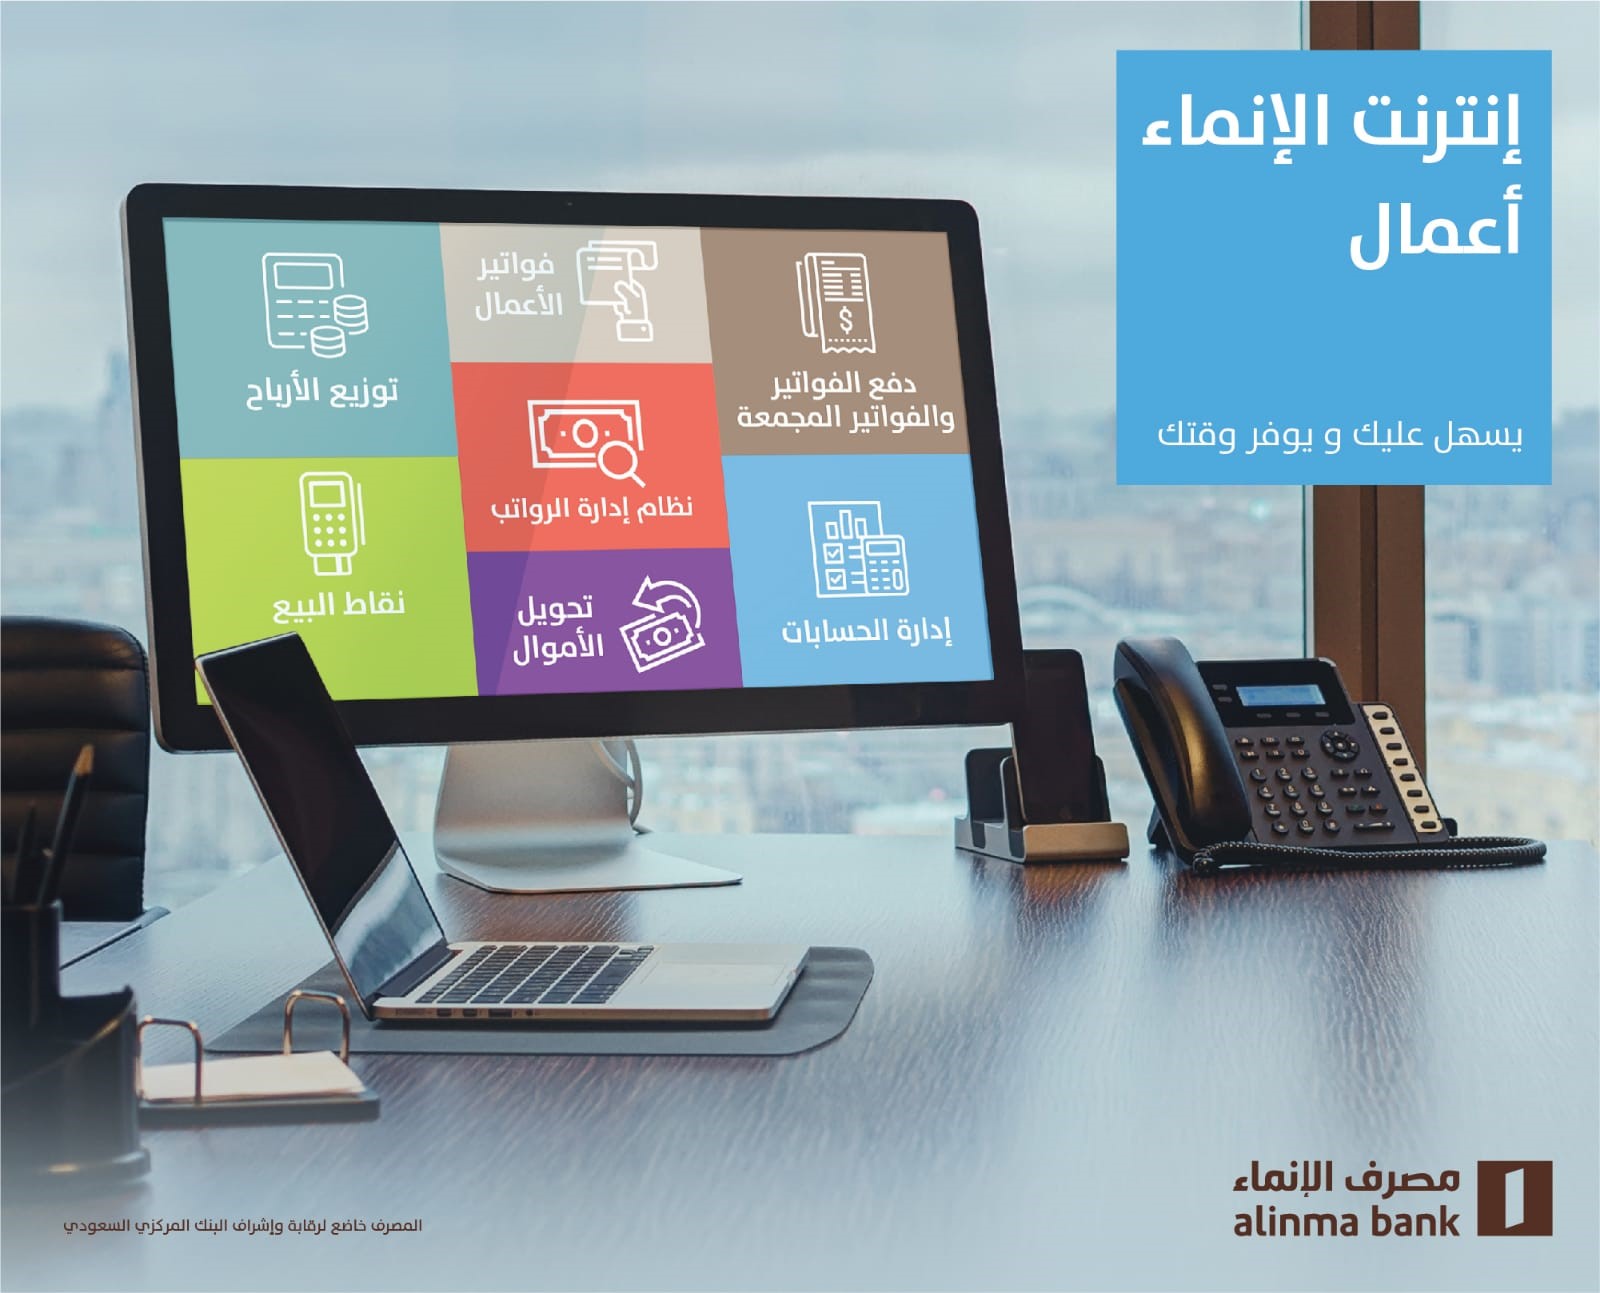 إنترنت الإنماء
أعمال
يسهل عليك و يوفر وقتك
دفع الفواتير
والفواتير المجمعة
فواتير
الأعمال
توزيع الأرباح
نظام إدارة الرواتب
إدارة الحسابات
تحويل
الأموال
نقاط البيع
مصرف الإنماء
alinma bank
المصرف خاضع لرقابة وإشراف البنك المركزي السعودي